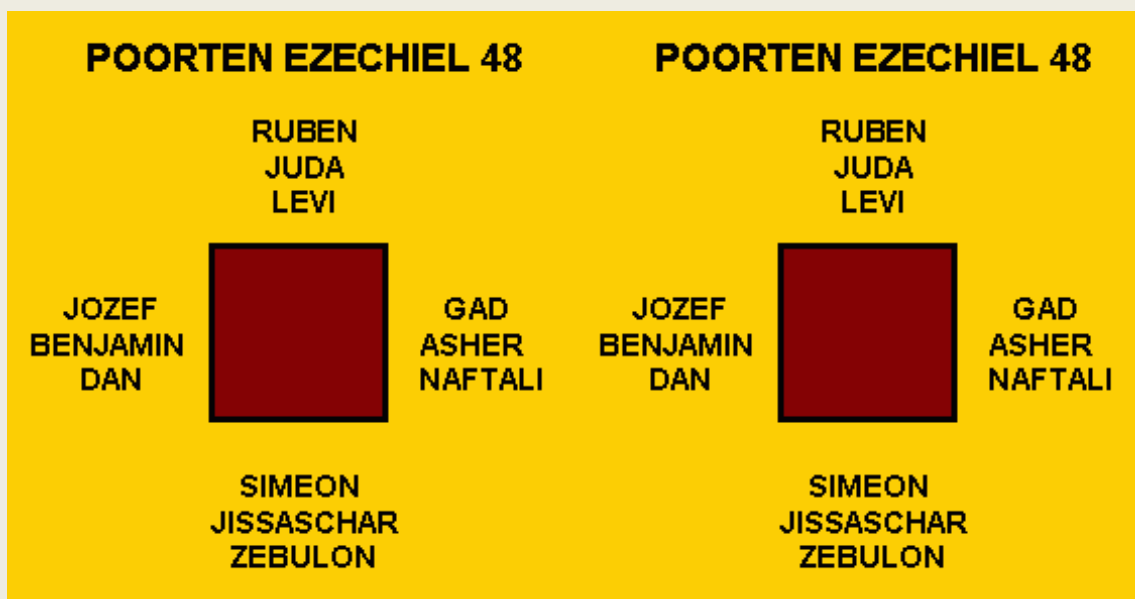 POORTEN EZECHIEL 48
RUBEN
JUDA
LEVI
JOZEF
BENJAMIN
DAN
GAD
ASHER
NAFTALI
SIMEON
JISSASCHAR
ZEBULON
POORTEN EZECHIEL 48
RUBEN
JUDA
LEVI
JOZEF
BENJAMIN
DAN
GAD
ASHER
NAFTALI
SIMEON
JISSASCHAR
ZEBULON